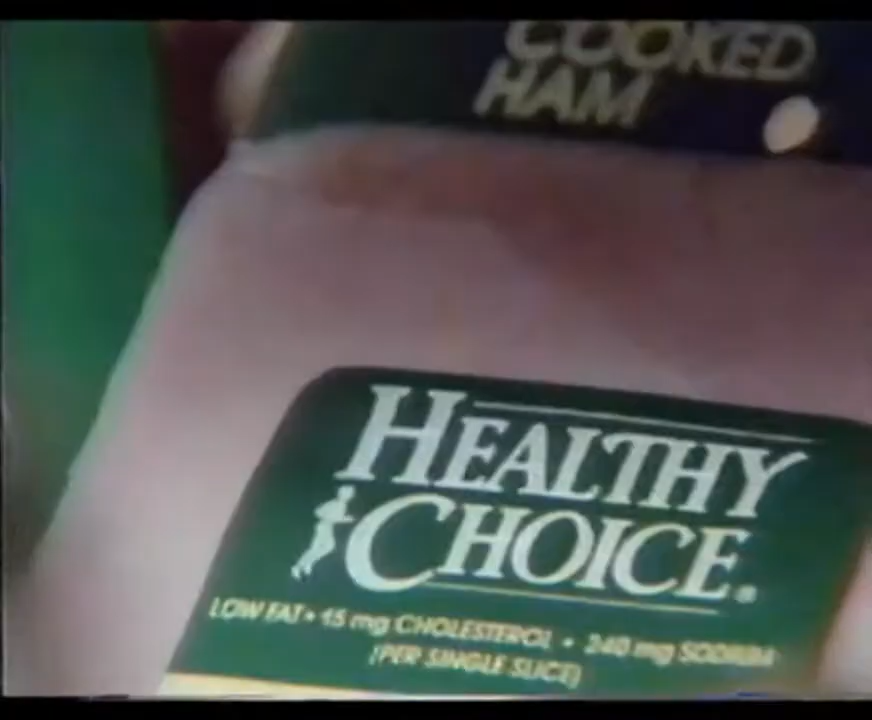 COOKED
HAM
HEALTHY
CHOICE®
LOW FAT • 15 mg CHOLESTEROL • 240 mg SODIUM
(PER SINGLE SLICE)